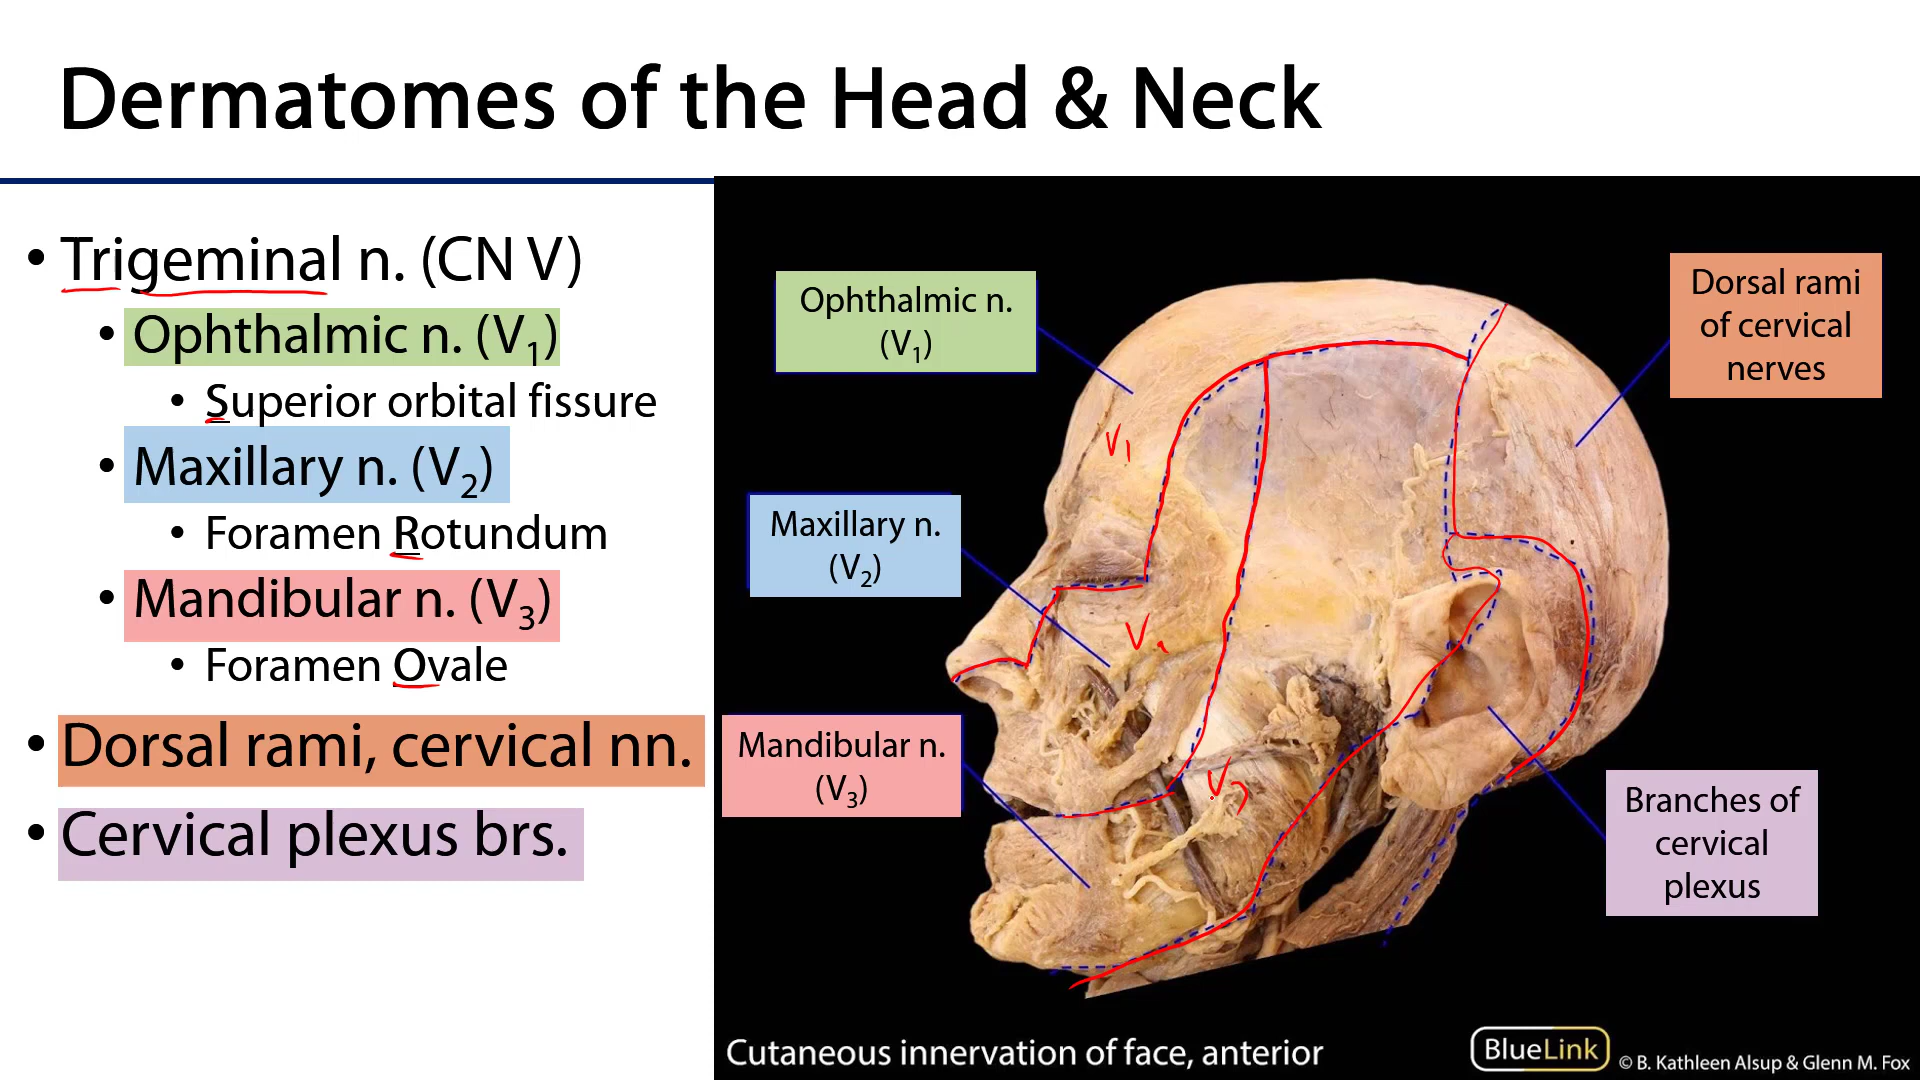 Dermatomes of the Head & Neck
• Trigeminal n. (CN V)
• Ophthalmic n. (V₁)
• Superior orbital fissure
• Maxillary n. (V₂)
• Foramen Rotundum
• Mandibular n. (V₃)
• Foramen Ovale
• Dorsal rami, cervical nn.
• Cervical plexus brs.
Ophthalmic n.
(V₁)
Maxillary n.
(V₂)
Mandibular n.
(V₃)
Dorsal rami
of cervical
nerves
Branches of
cervical
plexus
V₁
V₂
V₃
Cutaneous innervation of face, anterior
BlueLink
© B. Kathleen Alsup & Glenn M. Fox